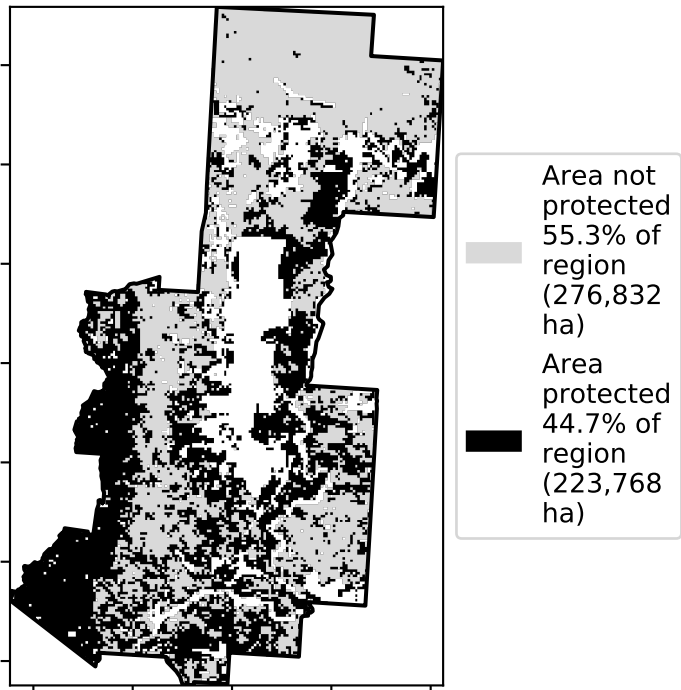 Area not
protected
55.3% of
region
(276,832
ha)
Area
protected
44.7% of
region
(223,768
ha)